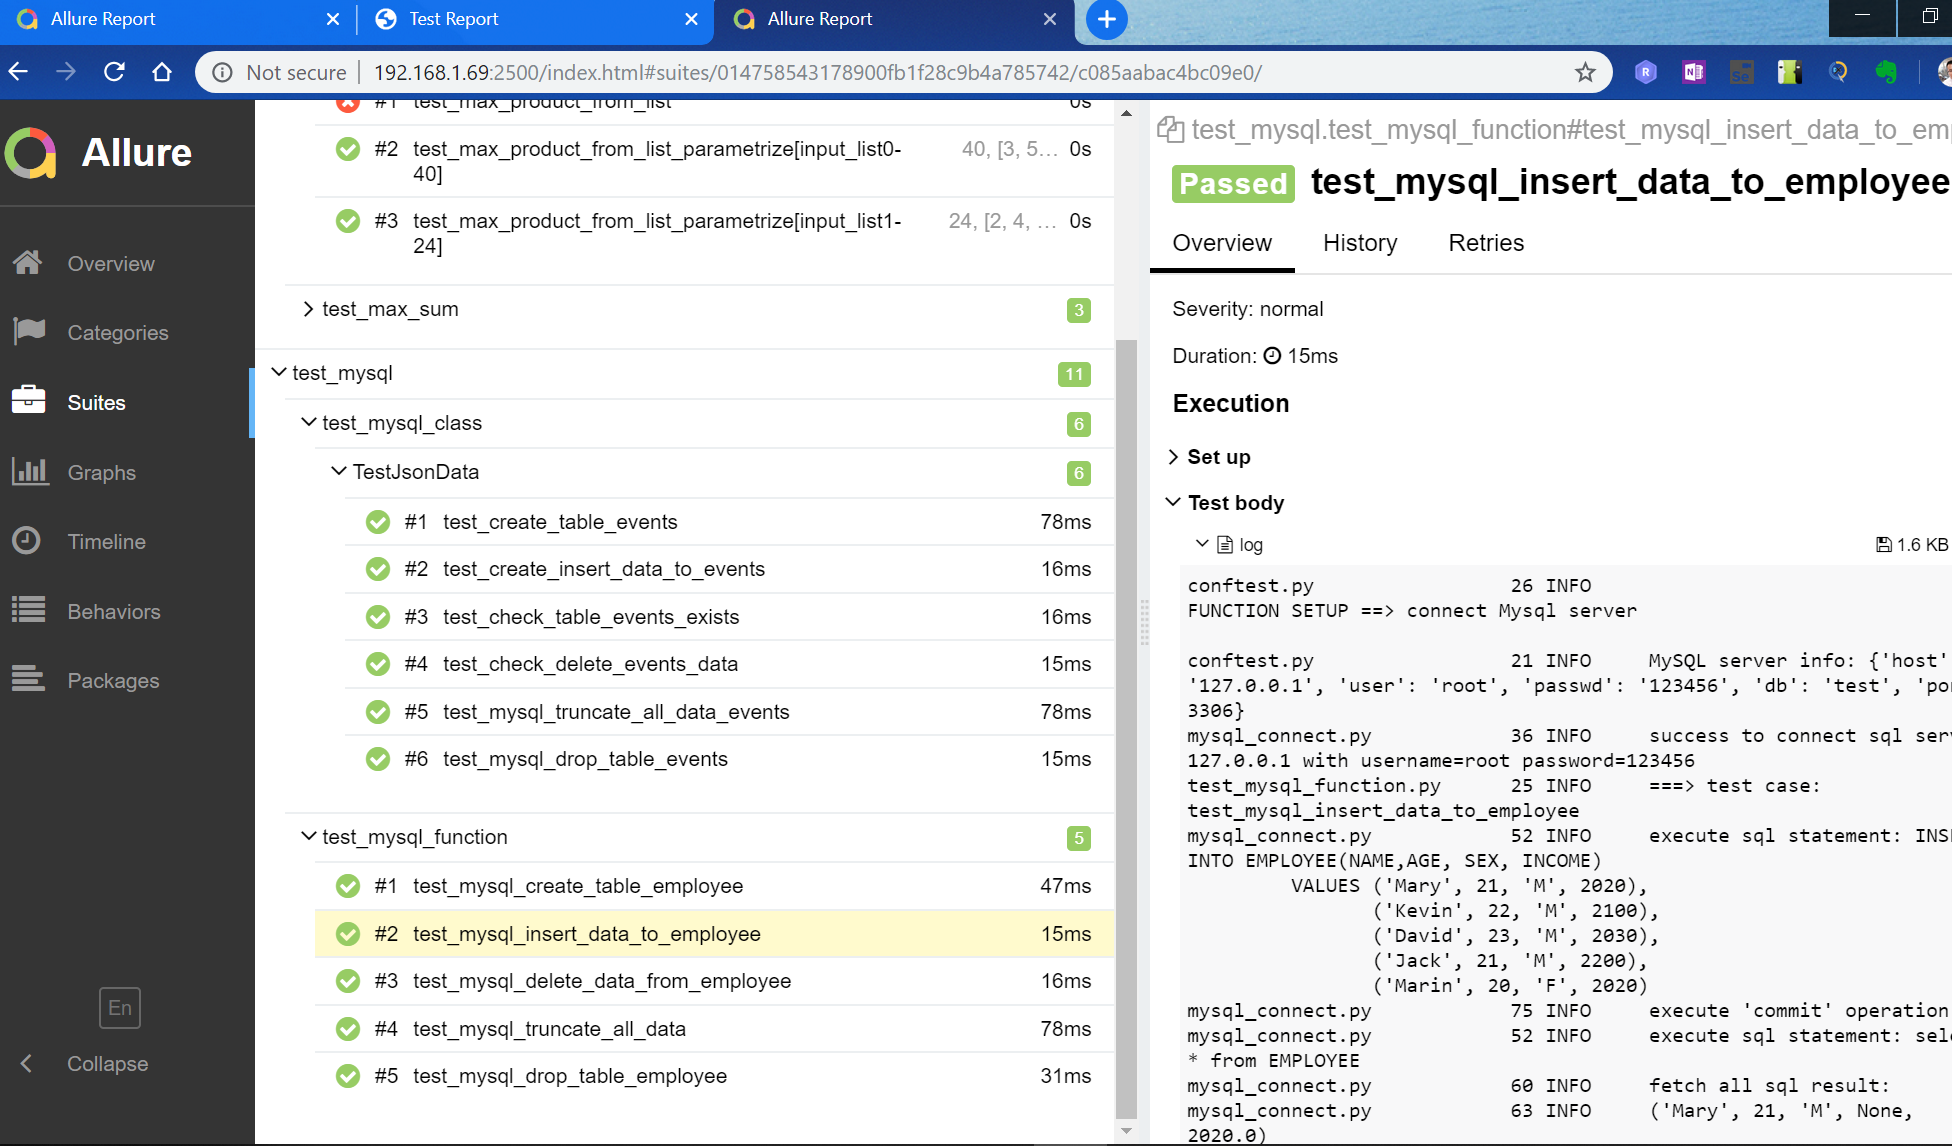 Allure Report
Test Report
Allure Report
Not secure
192.168.1.69:2500/index.html#suites/014758543178900fb1f28c9b4a785742/c085aabac4bc09e0/
Allure
Overview
Categories
Suites
Graphs
Timeline
Behaviors
Packages
En
Collapse
#1 test_max_product_from_list 0s
#2 test_max_product_from_list_parametrize[input_list0- 40, [3, 5... 0s
40]
#3 test_max_product_from_list_parametrize[input_list1- 24, [2, 4, ... 0s
24]
test_max_sum 3
test_mysql 11
test_mysql_class 6
TestJsonData 6
#1 test_create_table_events 78ms
#2 test_create_insert_data_to_events 16ms
#3 test_check_table_events_exists 16ms
#4 test_check_delete_events_data 15ms
#5 test_mysql_truncate_all_data_events 78ms
#6 test_mysql_drop_table_events 15ms
test_mysql_function 5
#1 test_mysql_create_table_employee 47ms
#2 test_mysql_insert_data_to_employee 15ms
#3 test_mysql_delete_data_from_employee 16ms
#4 test_mysql_truncate_all_data 78ms
#5 test_mysql_drop_table_employee 31ms
test_mysql.test_mysql_function#test_mysql_insert_data_to_em
Passed test_mysql_insert_data_to_employee
Overview History Retries
Severity: normal
Duration: 15ms
Execution
Set up
Test body
log 1.6 KB
conftest.py 26 INFO
FUNCTION SETUP ==> connect Mysql server
conftest.py 21 INFO MySQL server info: {'host'
'127.0.0.1', 'user': 'root', 'passwd': '123456', 'db': 'test', 'por
3306}
mysql_connect.py 36 INFO success to connect sql serv
127.0.0.1 with username=root password=123456
test_mysql_function.py 25 INFO ===> test case:
test_mysql_insert_data_to_employee
mysql_connect.py 52 INFO execute sql statement: INSE
INTO EMPLOYEE(NAME,AGE, SEX, INCOME)
VALUES ('Mary', 21, 'M', 2020),
('Kevin', 22, 'M', 2100),
('David', 23, 'M', 2030),
('Jack', 21, 'M', 2200),
('Marin', 20, 'F', 2020)
mysql_connect.py 75 INFO execute 'commit' operation
mysql_connect.py 52 INFO execute sql statement: sele
* from EMPLOYEE
mysql_connect.py 60 INFO fetch all sql result:
mysql_connect.py 63 INFO ('Mary', 21, 'M', None,
2020.0)